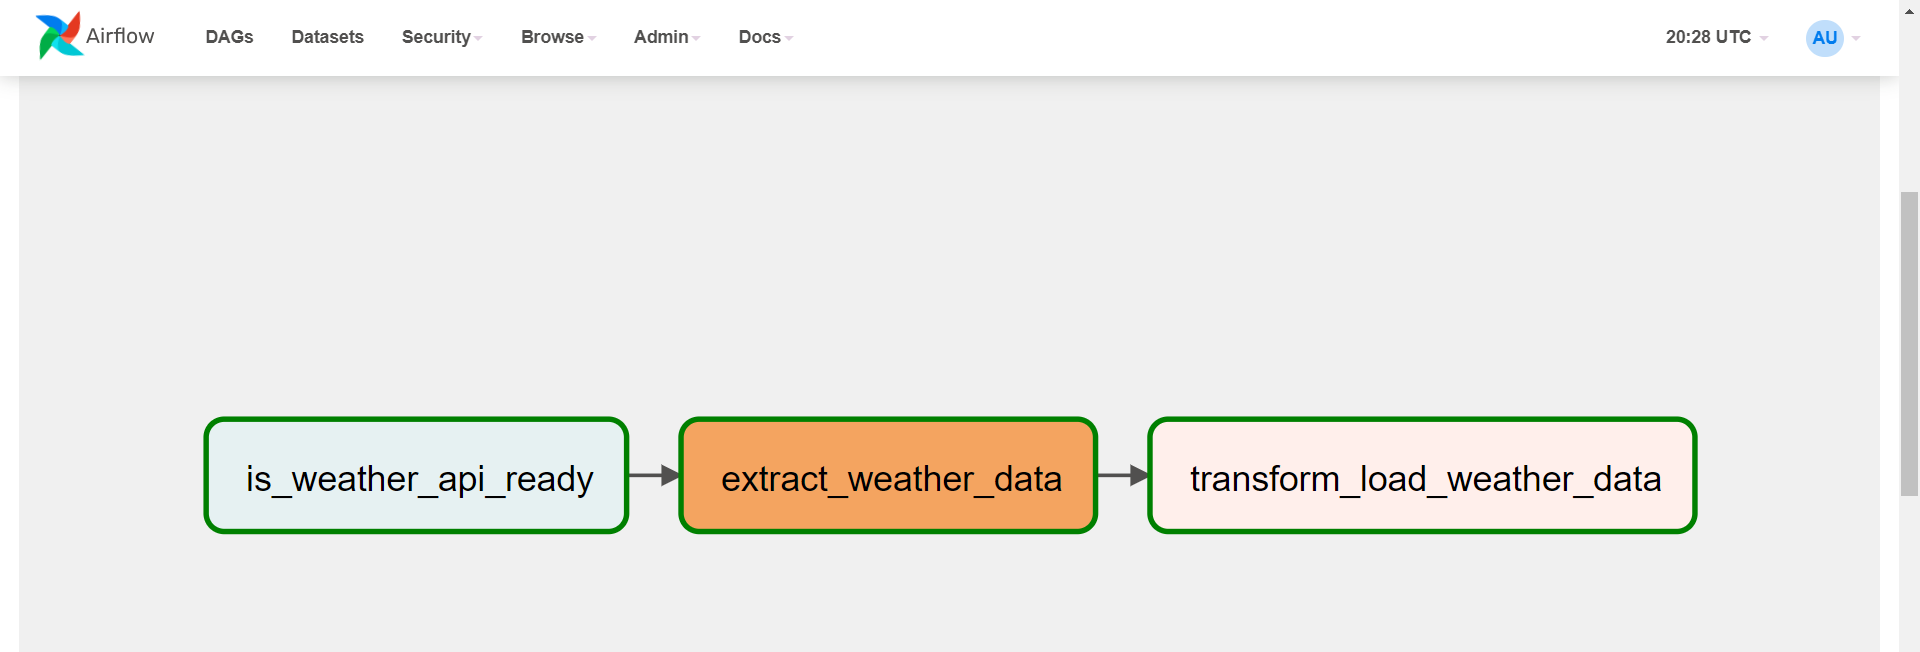 Airflow DAGs Datasets Security Browse Admin Docs 20:28 UTC AU
is_weather_api_ready extract_weather_data transform_load_weather_data